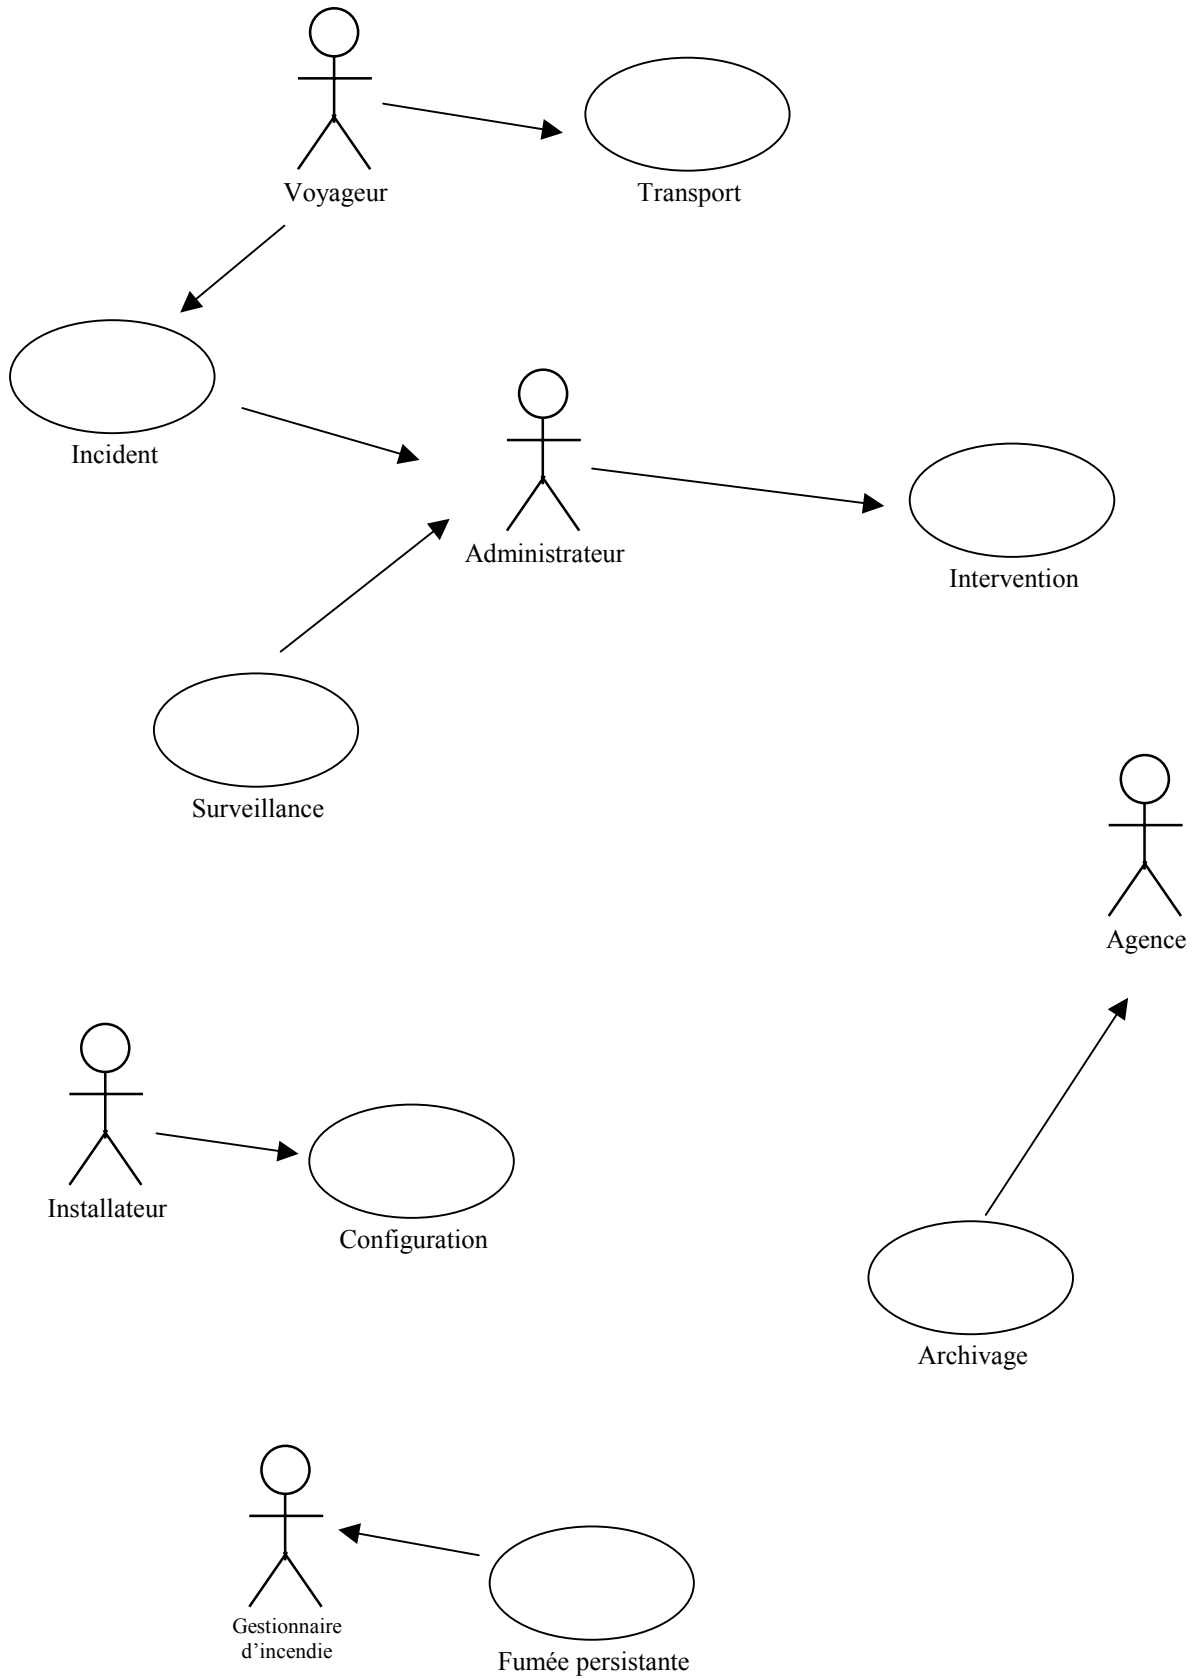 Voyageur
Transport
Incident
Administrateur
Intervention
Surveillance
Agence
Installateur
Configuration
Archivage
Gestionnaire
d'incendie
Fumée persistante